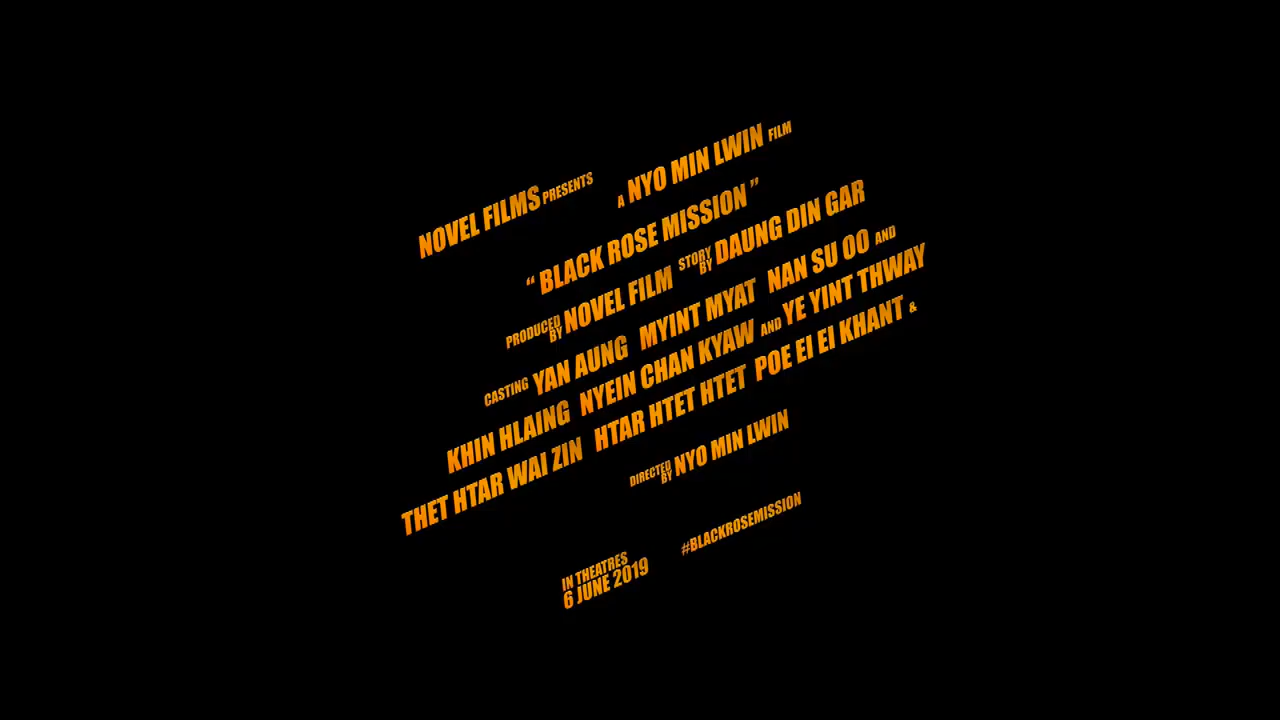 NOVEL FILMS PRESENTS A NYO MIN LWIN FILM
“ BLACK ROSE MISSION ”
PRODUCED BY NOVEL FILM STORY BY DAUNG DIN GAR
CASTING YAN AUNG MYINT MYAT NAN SU OO AND
KHIN HLAING NYEIN CHAN KYAW AND YE YINT THWAY
THET HTAR WAI ZIN HTAR HTET HTET POE EI EI KHANT &
DIRECTED BY NYO MIN LWIN
IN THEATRES
6 JUNE 2019
#BLACKROSEMISSION